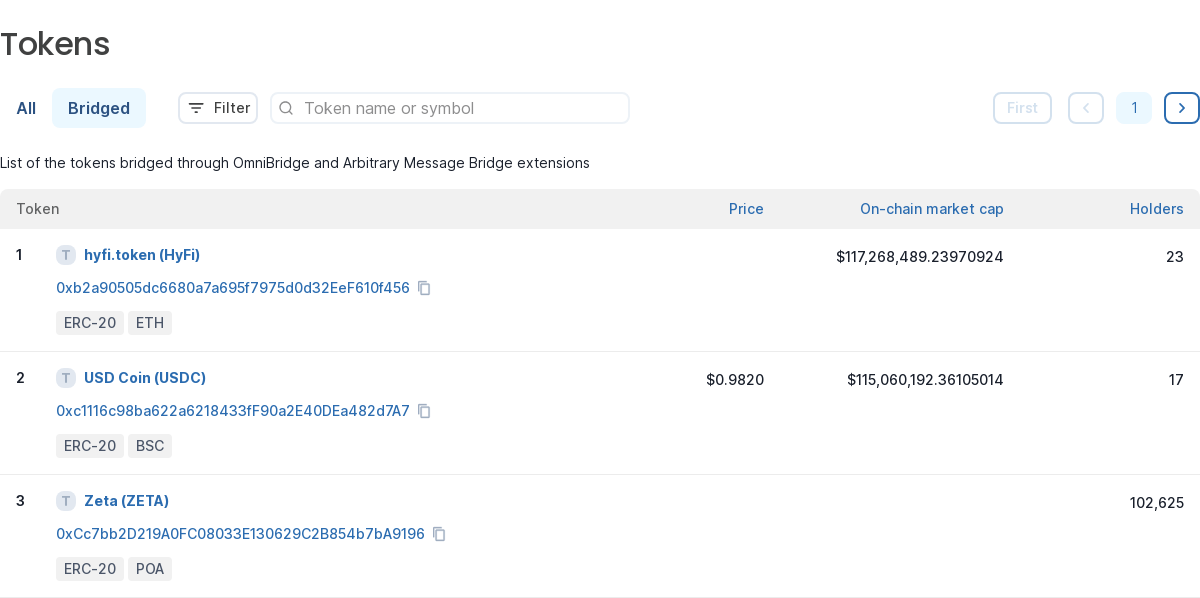 Tokens
All Bridged Filter Token name or symbol First 1
List of the tokens bridged through OmniBridge and Arbitrary Message Bridge extensions
Token Price On-chain market cap Holders
1 T hyfi.token (HyFi) $117,268,489.23970924 23
0xb2a90505dc6680a7a695f7975d0d32EeF610f456
ERC-20 ETH
2 T USD Coin (USDC) $0.9820 $115,060,192.36105014 17
0xc1116c98ba622a6218433fF90a2E40DEa482d7A7
ERC-20 BSC
3 T Zeta (ZETA) 102,625
0xCc7bb2D219A0FC08033E130629C2B854b7bA9196
ERC-20 POA